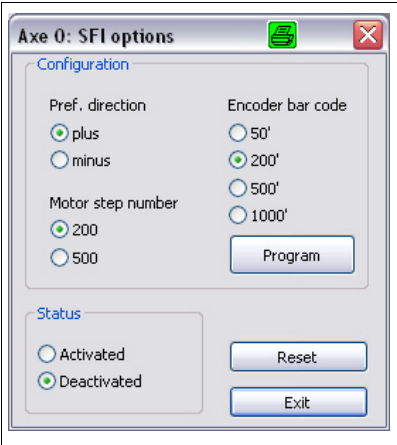 Axe 0: SFI options
Configuration
Pref. direction
plus
minus
Motor step number
200
500
Encoder bar code
50'
200'
500'
1000'
Program
Status
Activated
Deactivated
Reset
Exit